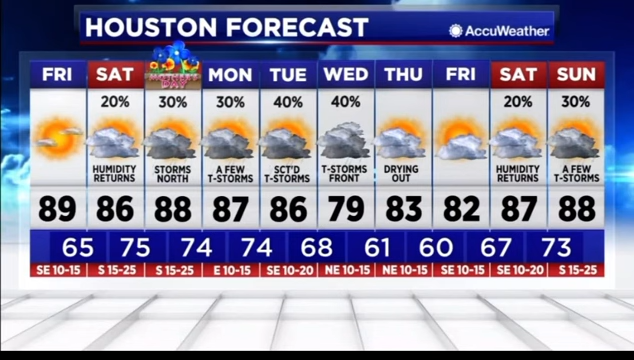 HOUSTON FORECAST
AccuWeather
FRI SAT MOTHER'S DAY MON TUE WED THU FRI SAT SUN
20% 30% 30% 40% 40% 20% 30%
HUMIDITY RETURNS STORMS NORTH A FEW T-STORMS SCT'D T-STORMS T-STORMS FRONT DRYING OUT HUMIDITY RETURNS A FEW T-STORMS
89 86 88 87 86 79 83 82 87 88
65 75 74 74 68 61 60 67 73
SE 10-15 S 15-25 S 15-25 E 10-15 SE 10-20 NE 10-15 NE 10-15 SE 10-15 SE 10-20 S 15-25